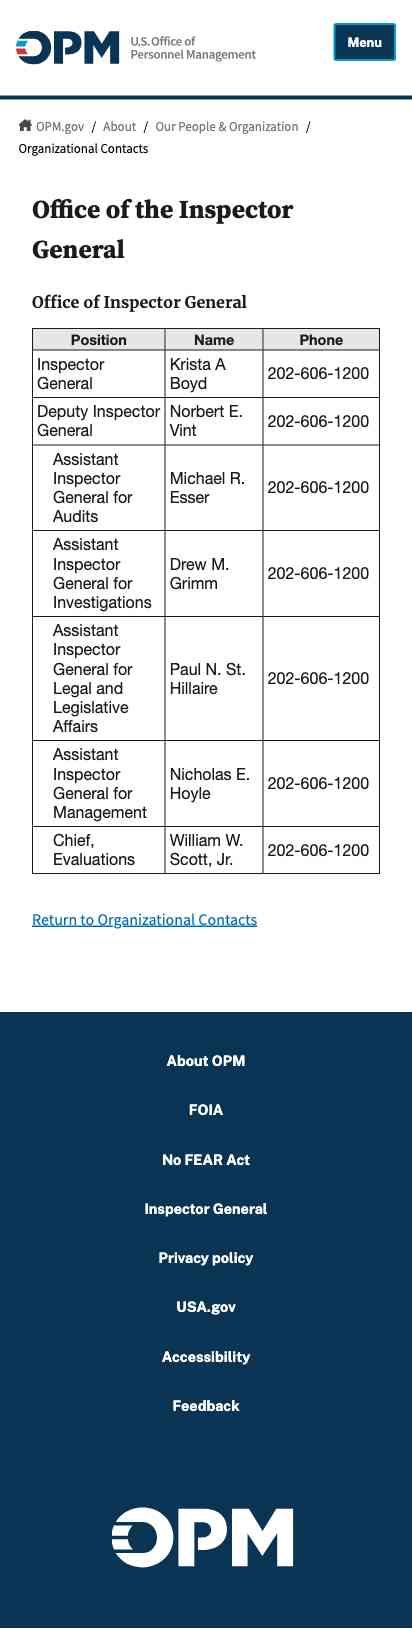 OPM U.S. Office of
Personnel Management
Menu
OPM.gov / About / Our People & Organization /
Organizational Contacts
Office of the Inspector
General
Office of Inspector General
Position Name Phone
Inspector General Krista A Boyd 202-606-1200
Deputy Inspector General Norbert E. Vint 202-606-1200
Assistant Inspector General for Audits Michael R. Esser 202-606-1200
Assistant Inspector General for Investigations Drew M. Grimm 202-606-1200
Assistant Inspector General for Legal and Legislative Affairs Paul N. St. Hillaire 202-606-1200
Assistant Inspector General for Management Nicholas E. Hoyle 202-606-1200
Chief, Evaluations William W. Scott, Jr. 202-606-1200
Return to Organizational Contacts
About OPM
FOIA
No FEAR Act
Inspector General
Privacy policy
USA.gov
Accessibility
Feedback
OPM